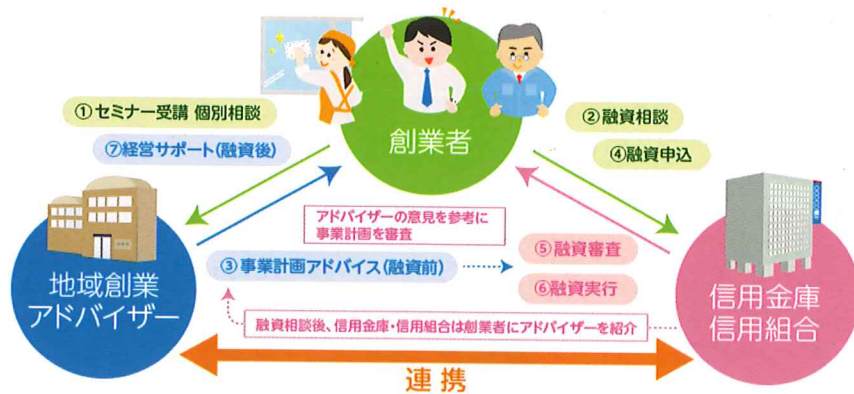 ①セミナー受講 個別相談
⑦経営サポート(融資後)
創業者
②融資相談
④融資申込
アドバイザーの意見を参考に
事業計画を審査
③事業計画アドバイス(融資前)
⑤融資審査
⑥融資実行
地域創業
アドバイザー
信用金庫
信用組合
融資相談後、信用金庫・信用組合は創業者にアドバイザーを紹介
連携